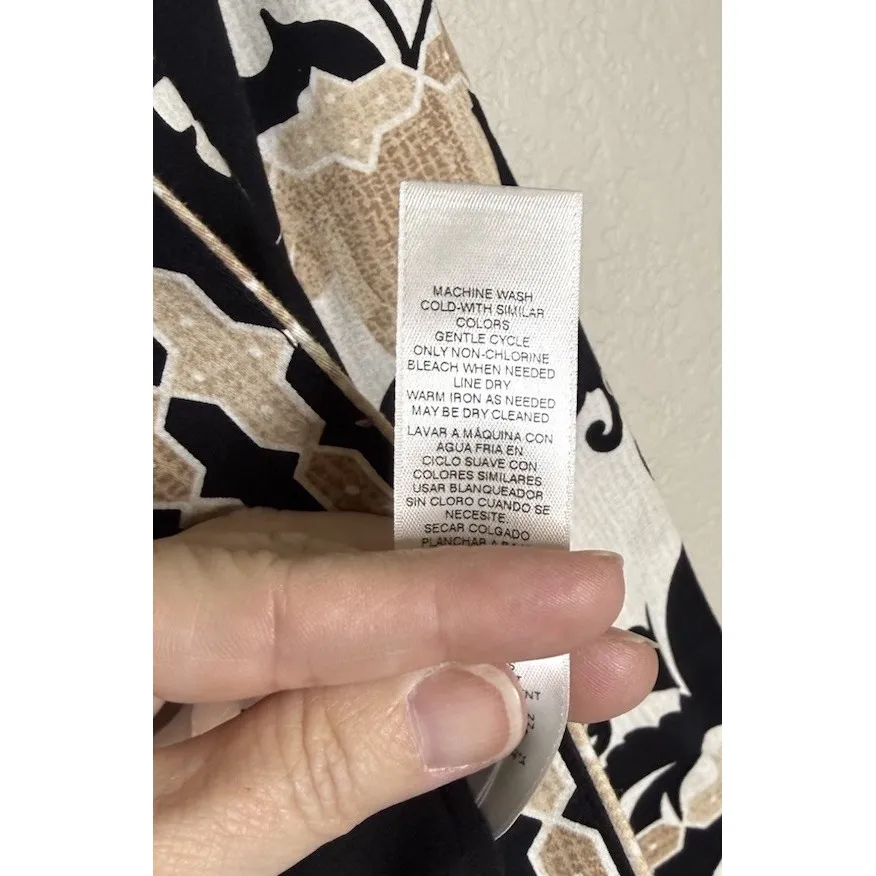 MACHINE WASH
COLD-WITH SIMILAR
COLORS
GENTLE CYCLE
ONLY NON-CHLORINE
BLEACH WHEN NEEDED
LINE DRY
WARM IRON AS NEEDED
MAY BE DRY CLEANED
LAVAR A MÁQUINA CON
AGUA FRIA EN
CICLO SUAVE CON
COLORES SIMILARES
USAR BLANQUEADOR
SIN CLORO CUANDO SE
NECESITE.
SECAR COLGADO
PLANCHAR A